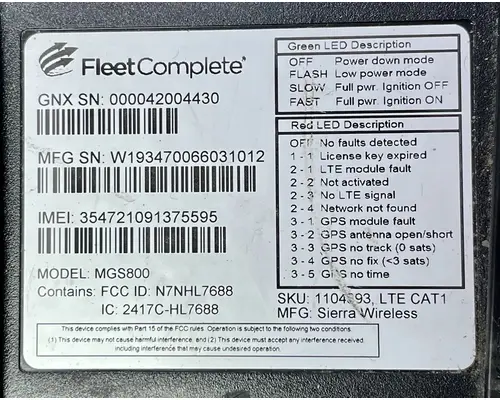 FleetComplete
GNX SN: 000042004430
MFG SN: W193470066031012
IMEI: 354721091375595
MODEL: MGS800
Contains: FCC ID: N7NHL7688
IC: 2417C-HL7688
Green LED Description
OFF Power down mode
FLASH Low power mode
SLOW Full pwr. Ignition OFF
FAST Full pwr. Ignition ON
Red LED Description
OFF No faults detected
1 - 1 License key expired
2 - 1 LTE module fault
2 - 2 Not activated
2 - 3 No LTE signal
2 - 4 Network not found
3 - 1 GPS module fault
3 - 2 GPS antenna open/short
3 - 3 GPS no track (0 sats)
3 - 4 GPS no fix (<3 sats)
3 - 5 GPS no time
SKU: 1104393, LTE CAT1
MFG: Sierra Wireless
This device complies with Part 15 of the FCC rules. Operation is subject to the following two conditions.
(1) This device may not cause harmful interference, and (2) This device must accept any interference received.
including interference that may cause undesired operation.